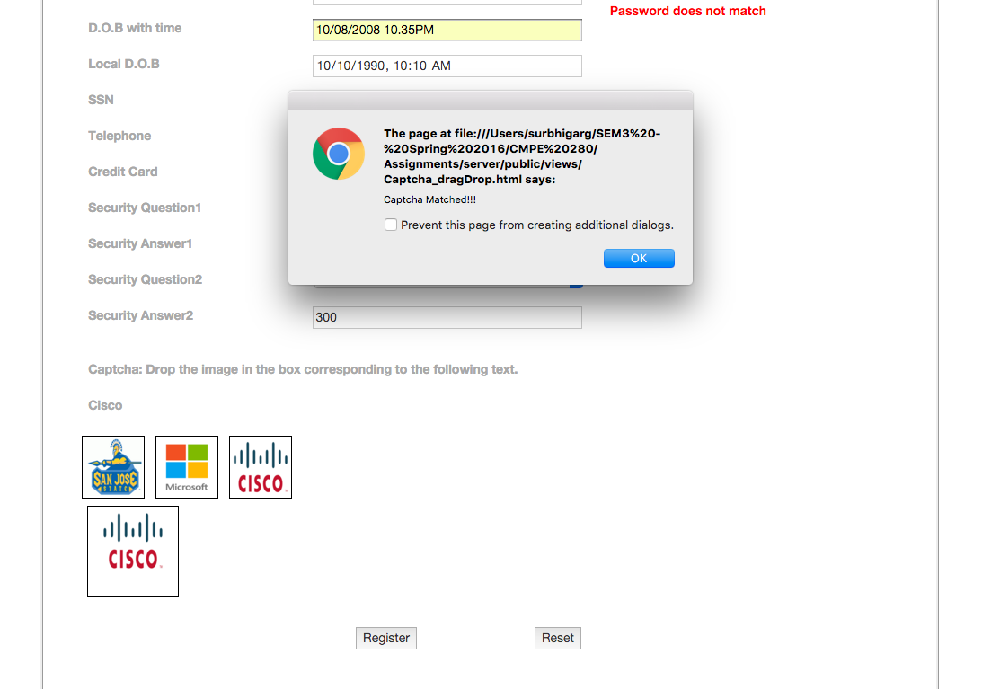 Password does not match
D.O.B with time
10/08/2008 10.35PM
Local D.O.B
10/10/1990, 10:10 AM
SSN
Telephone
Credit Card
Security Question1
Security Answer1
Security Question2
Security Answer2
300
The page at file:///Users/surbhigarg/SEM3%20-
%20Spring%202016/CMPE%20280/
Assignments/server/public/views/
Captcha_dragDrop.html says:
Captcha Matched!!!
Prevent this page from creating additional dialogs.
OK
Captcha: Drop the image in the box corresponding to the following text.
Cisco
SAN JOSE
STATE
Microsoft
CISCO.
CISCO.
Register
Reset